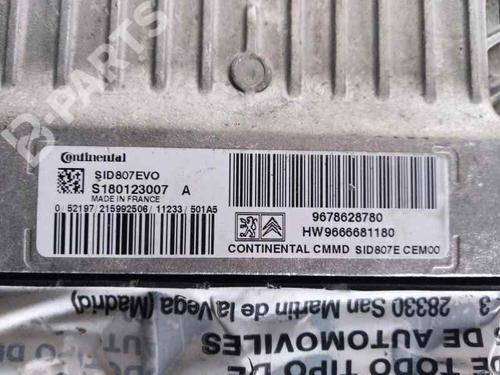 B-PARTS
Continental
SID807EVO
S180123007 A
MADE IN FRANCE
0 52197/215992506/11233/501A5
9678628780
HW9666681180
CONTINENTAL CMMD SID807E CEM00
28330 San Martin de la Vega (Madrid)
DE AUTOMOVILES
DE TODO TIPO DE